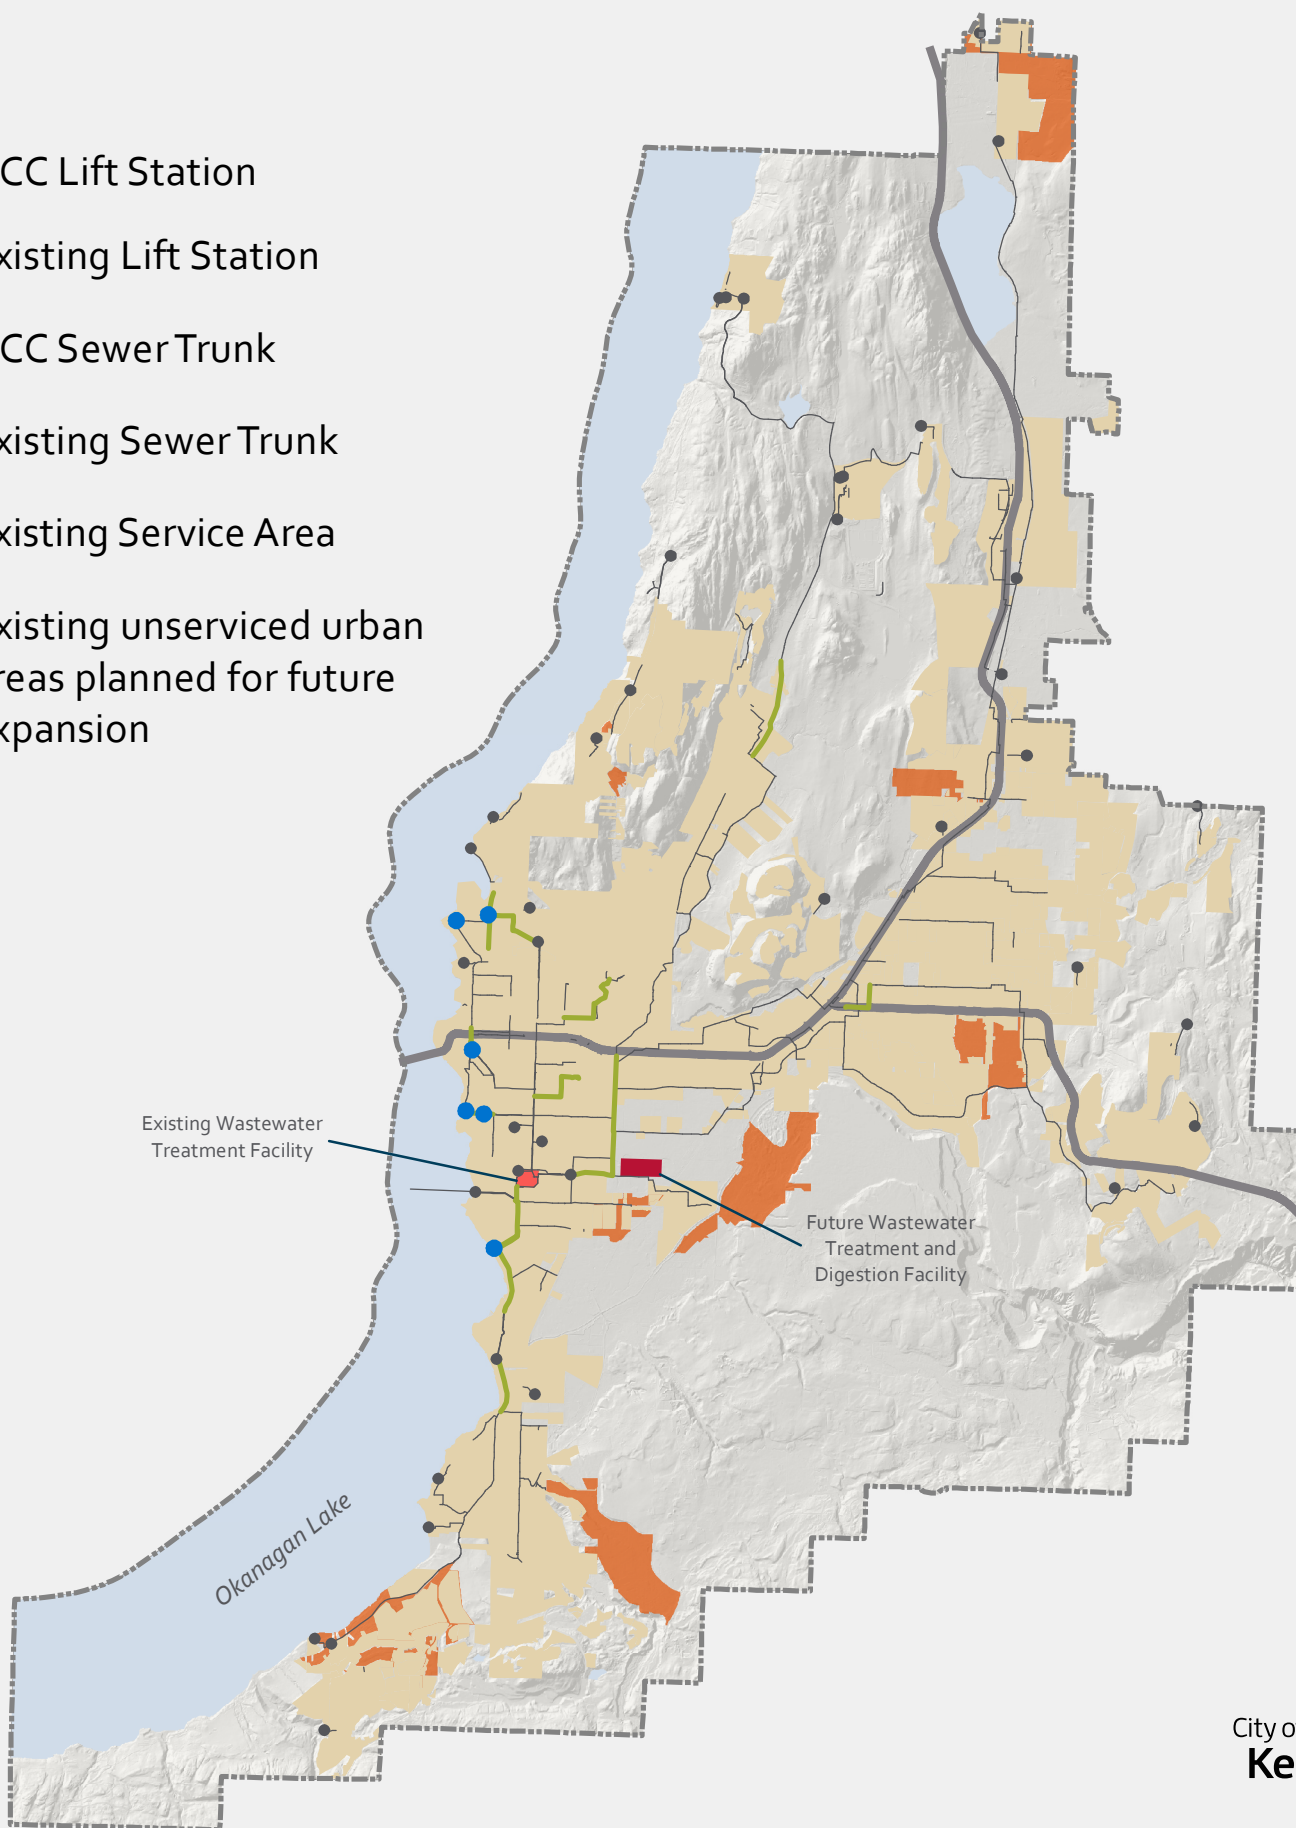 CC Lift Station
xisting Lift Station
CC Sewer Trunk
xisting Sewer Trunk
xisting Service Area
xisting unserviced urban
reas planned for future
xpansion
Existing Wastewater
Treatment Facility
Future Wastewater
Treatment and
Digestion Facility
Okanagan Lake
City o
Ke